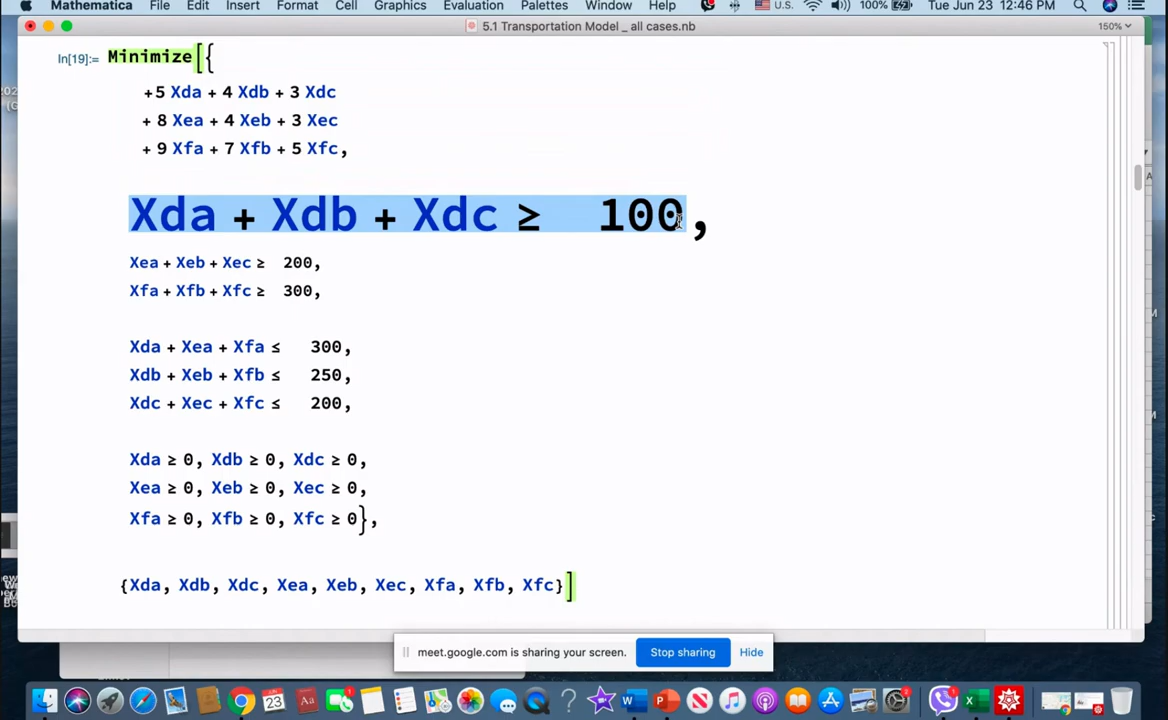 Mathematica File Edit Insert Format Cell Graphics Evaluation Palettes Window Help U.S. 100% Tue Jun 23 12:46 PM
5.1 Transportation Model _ all cases.nb 150%
In[19]:= Minimize[{
+5 Xda + 4 Xdb + 3 Xdc
+ 8 Xea + 4 Xeb + 3 Xec
+ 9 Xfa + 7 Xfb + 5 Xfc,
Xda + Xdb + Xdc ≥ 100,
Xea + Xeb + Xec ≥ 200,
Xfa + Xfb + Xfc ≥ 300,
Xda + Xea + Xfa ≤ 300,
Xdb + Xeb + Xfb ≤ 250,
Xdc + Xec + Xfc ≤ 200,
Xda ≥ 0, Xdb ≥ 0, Xdc ≥ 0,
Xea ≥ 0, Xeb ≥ 0, Xec ≥ 0,
Xfa ≥ 0, Xfb ≥ 0, Xfc ≥ 0},
{Xda, Xdb, Xdc, Xea, Xeb, Xec, Xfa, Xfb, Xfc}]
meet.google.com is sharing your screen. Stop sharing Hide